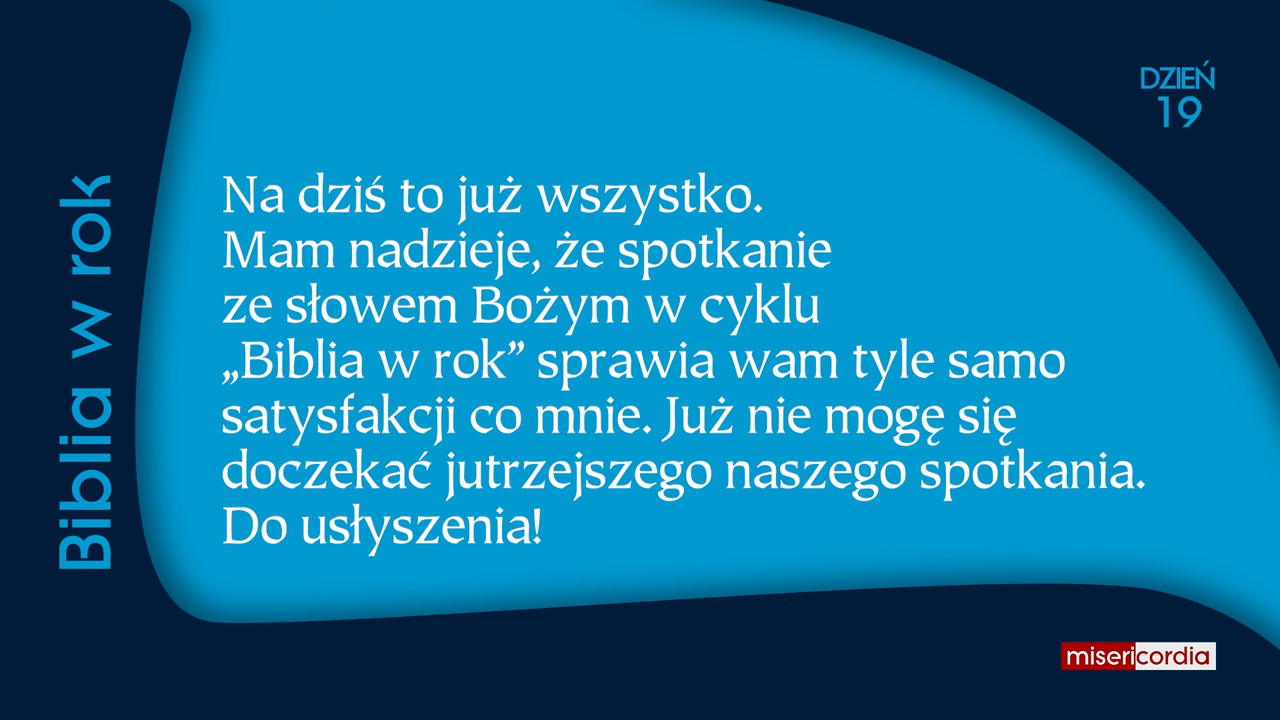 DZIEŃ
19
Biblia w rok
Na dziś to już wszystko.
Mam nadzieje, że spotkanie
ze słowem Bożym w cyklu
„Biblia w rok” sprawia wam tyle samo
satysfakcji co mnie. Już nie mogę się
doczekać jutrzejszego naszego spotkania.
Do usłyszenia!
misericordia